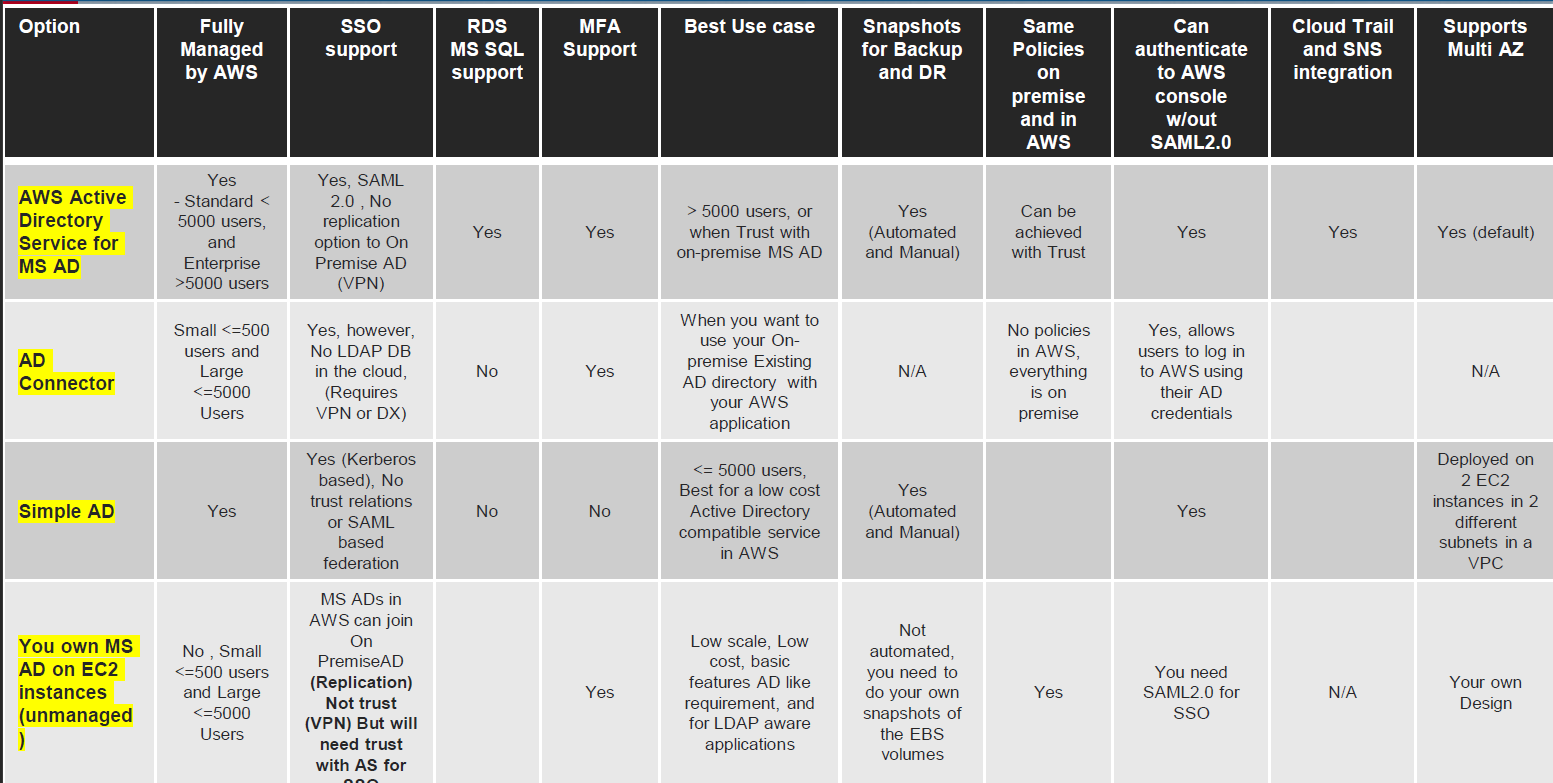 Option
Fully
Managed
by AWS
SSO
support
RDS
MS SQL
support
MFA
Support
Best Use case
Snapshots
for Backup
and DR
Same
Policies
on
premise
and in
AWS
Can
authenticate
to AWS
console
w/out
SAML2.0
Cloud Trail
and SNS
integration
Supports
Multi AZ
AWS Active
Directory
Service for
MS AD
Yes
- Standard <
5000 users,
and
Enterprise
>5000 users
Yes, SAML
2.0 , No
replication
option to On
Premise AD
(VPN)
Yes
Yes
> 5000 users, or
when Trust with
on-premise MS AD
Yes
(Automated
and Manual)
Can be
achieved
with Trust
Yes
Yes
Yes (default)
AD
Connector
Small <=500
users and
Large
<=5000
Users
Yes, however,
No LDAP DB
in the cloud,
(Requires
VPN or DX)
No
Yes
When you want to
use your On-
premise Existing
AD directory with
your AWS
application
N/A
No policies
in AWS,
everything
is on
premise
Yes, allows
users to log in
to AWS using
their AD
credentials
N/A
Simple AD
Yes
Yes (Kerberos
based), No
trust relations
or SAML
based
federation
No
No
<= 5000 users,
Best for a low cost
Active Directory
compatible service
in AWS
Yes
(Automated
and Manual)
Yes
Deployed on
2 EC2
instances in 2
different
subnets in a
VPC
You own MS
AD on EC2
instances
(unmanaged
)
No , Small
<=500 users
and Large
<=5000
Users
MS ADs in
AWS can join
On
PremiseAD
(Replication)
Not trust
(VPN) But will
need trust
with AS for
Yes
Low scale, Low
cost, basic
features AD like
requirement, and
for LDAP aware
applications
Not
automated,
you need to
do your own
snapshots of
the EBS
volumes
Yes
You need
SAML2.0 for
SSO
N/A
Your own
Design